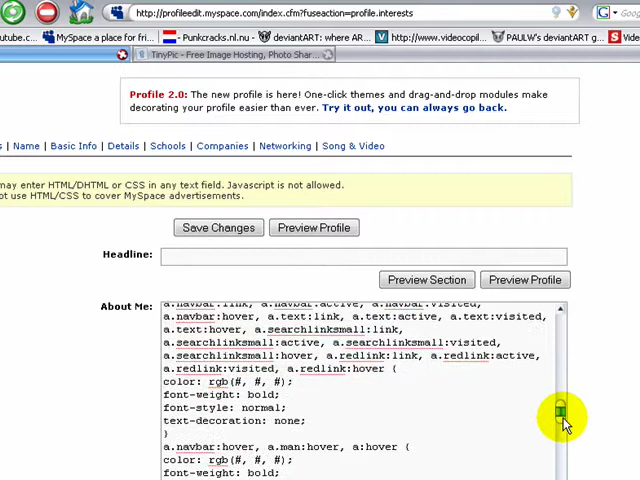 http://profileedit.myspace.com/index.cfm?fuseaction=profile.interests
utube.c... MySpace a place for fri... Punkcracks.nl.nu - deviantART: where AR... http://www.videocopil... PAULW's deviantART g... Vi
TinyPic - Free Image Hosting, Photo Shar...
Profile 2.0: The new profile is here! One-click themes and drag-and-drop modules make
decorating your profile easier than ever. Try it out, you can always go back.
s | Name | Basic Info | Details | Schools | Companies | Networking | Song & Video
may enter HTML/DHTML or CSS in any text field. Javascript is not allowed.
ot use HTML/CSS to cover MySpace advertisements.
Save Changes Preview Profile
Headline:
Preview Section Preview Profile
About Me:
a.navbar:link, a.navbar:active, a.navbar:visited,
a.navbar:hover, a.text:link, a.text:active, a.text:visited,
a.text:hover, a.searchlinksmall:link,
a.searchlinksmall:active, a.searchlinksmall:visited,
a.searchlinksmall:hover, a.redlink:link, a.redlink:active,
a.redlink:visited, a.redlink:hover {
color: rgb(#, #, #);
font-weight: bold;
font-style: normal;
text-decoration: none;
}
a.navbar:hover, a.man:hover, a:hover {
color: rgb(#, #, #);
font-weight: bold;